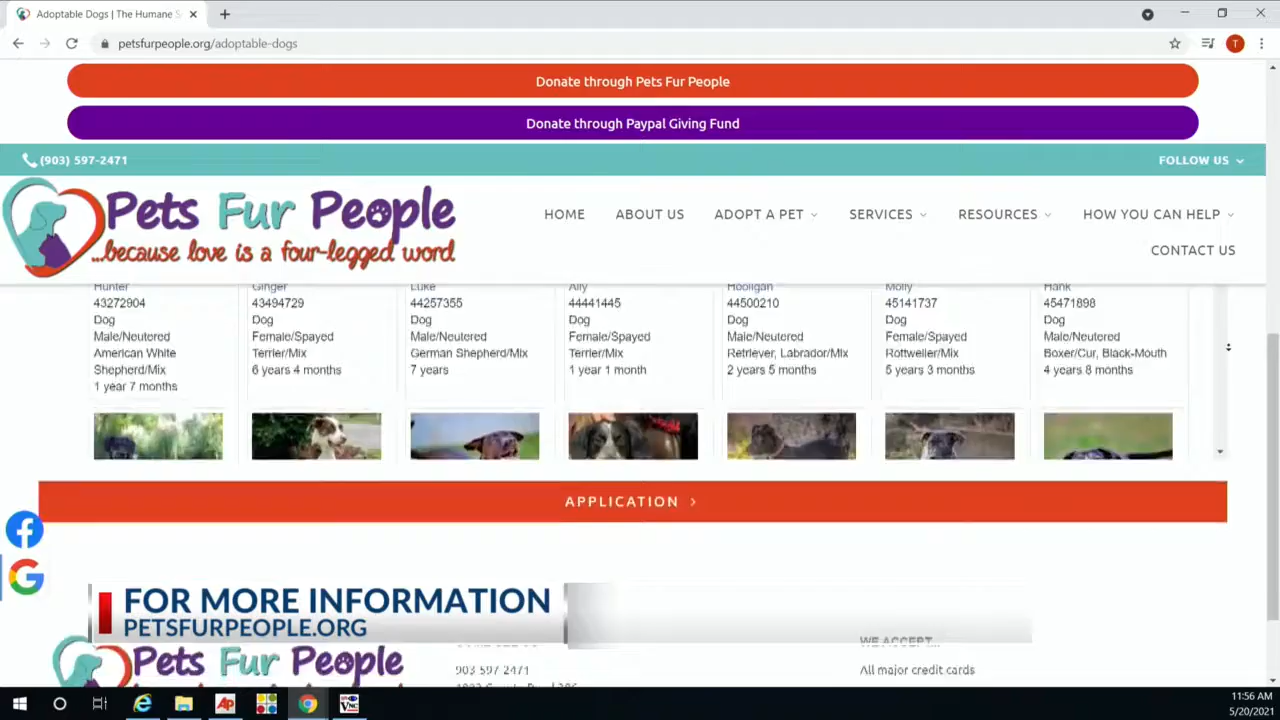 Adoptable Dogs | The Humane S
petsfurpeople.org/adoptable-dogs
T
Donate through Pets Fur People
Donate through Paypal Giving Fund
(903) 597-2471
FOLLOW US
Pets Fur People
...because love is a four-legged word
HOME
ABOUT US
ADOPT A PET
SERVICES
RESOURCES
HOW YOU CAN HELP
CONTACT US
Hunter
43272904
Dog
Male/Neutered
American White
Shepherd/Mix
1 year 7 months
Ginger
43494729
Dog
Female/Spayed
Terrier/Mix
6 years 4 months
Luke
44257355
Dog
Male/Neutered
German Shepherd/Mix
7 years
Ally
44441445
Dog
Female/Spayed
Terrier/Mix
1 year 1 month
Hooligan
44500210
Dog
Male/Neutered
Retriever, Labrador/Mix
2 years 5 months
Molly
45141737
Dog
Female/Spayed
Rottweiler/Mix
5 years 3 months
Hank
45471898
Dog
Male/Neutered
Boxer/Cur, Black-Mouth
4 years 8 months
APPLICATION
FOR MORE INFORMATION
PETSFURPEOPLE.ORG
Pets Fur People
903 597 2471
WE ACCEPT...
All major credit cards
AP
VNC
11:56 AM
5/20/2021